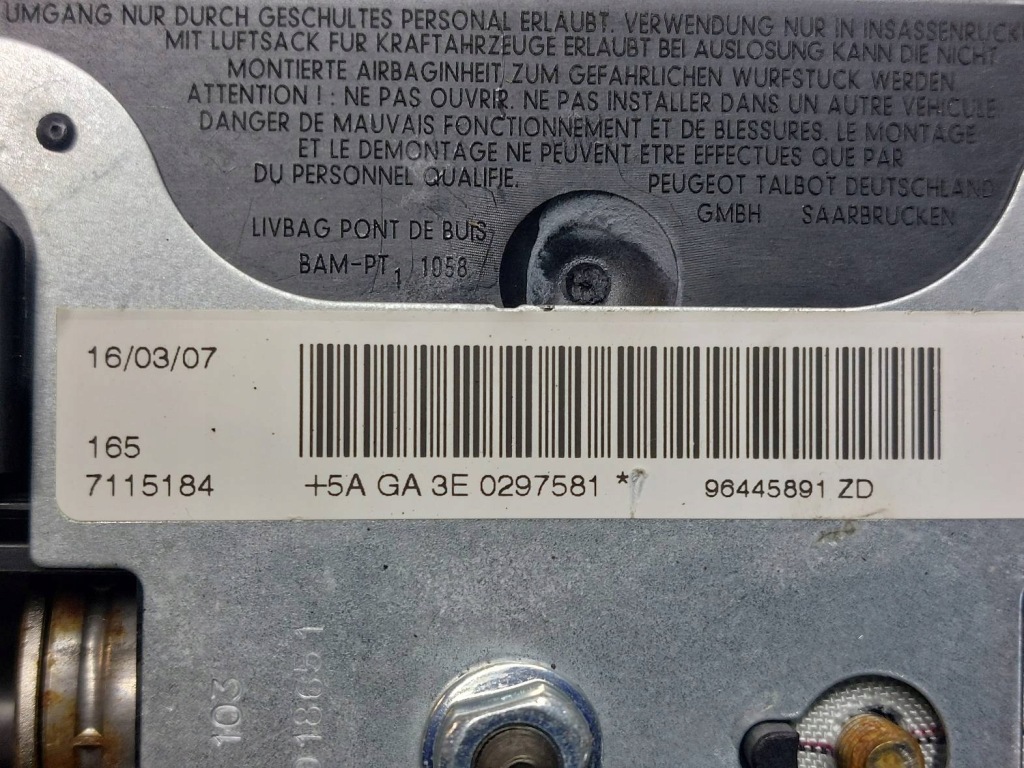 UMGANG NUR DURCH GESCHULTES PERSONAL ERLAUBT. VERWENDUNG NUR IN INSASSENRUCK
MIT LUFTSACK FUR KRAFTAHRZEUGE ERLAUBT BEI AUSLOSUNG KANN DIE NICHT
MONTIERTE AIRBAGINHEIT ZUM GEFAHRLICHEN WURFSTUCK WERDEN
ATTENTION ! : NE PAS OUVRIR. NE PAS INSTALLER DANS UN AUTRE VEHICULE
DANGER DE MAUVAIS FONCTIONNEMENT ET DE BLESSURES. LE MONTAGE
ET LE DEMONTAGE NE PEUVENT ETRE EFFECTUES QUE PAR
DU PERSONNEL QUALIFIE. PEUGEOT TALBOT DEUTSCHLAND
GMBH SAARBRUCKEN
LIVBAG PONT DE BUIS
BAM-PT1 1058
16/03/07
165
7115184 +5A GA 3E 0297581 * 96445891 ZD
103
018651